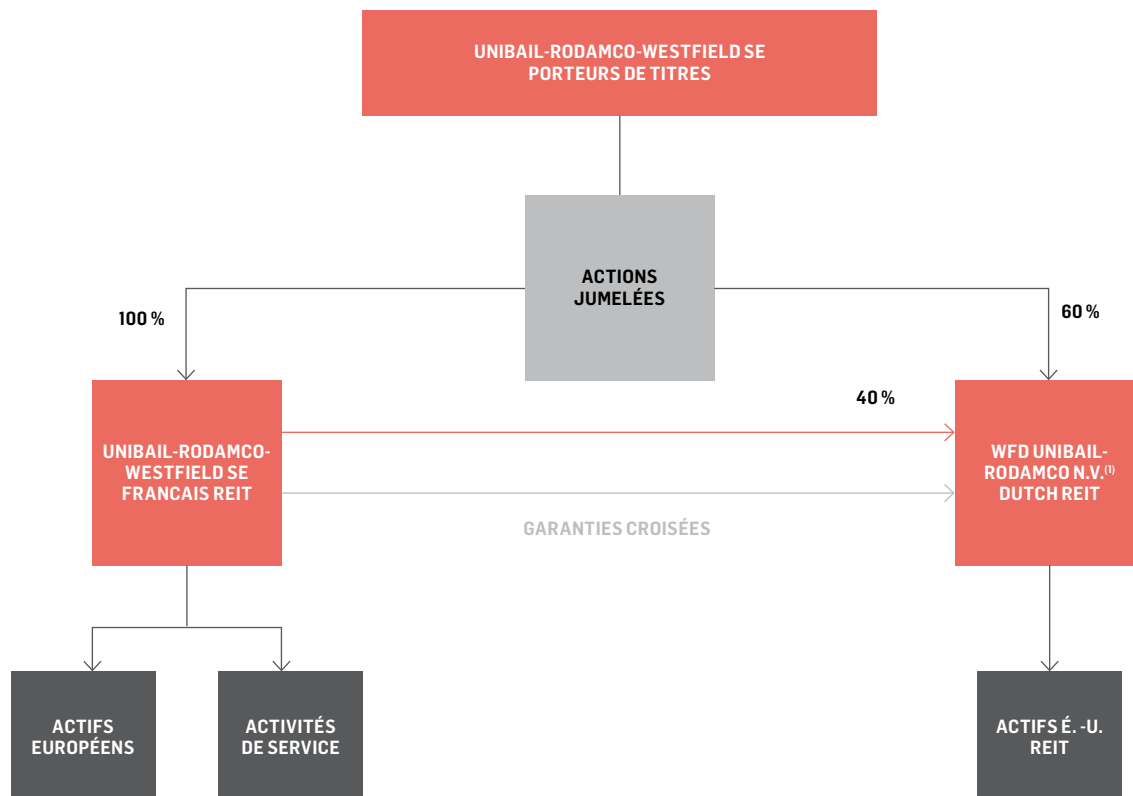 UNIBAIL-RODAMCO-WESTFIELD SE
PORTEURS DE TITRES
ACTIONS
JUMELÉES
100 %
60 %
40 %
UNIBAIL-RODAMCO-
WESTFIELD SE
FRANCAIS REIT
WFD UNIBAIL-
RODAMCO N.V.(1)
DUTCH REIT
GARANTIES CROISÉES
ACTIFS
EUROPÉENS
ACTIVITÉS
DE SERVICE
ACTIFS É. -U.
REIT